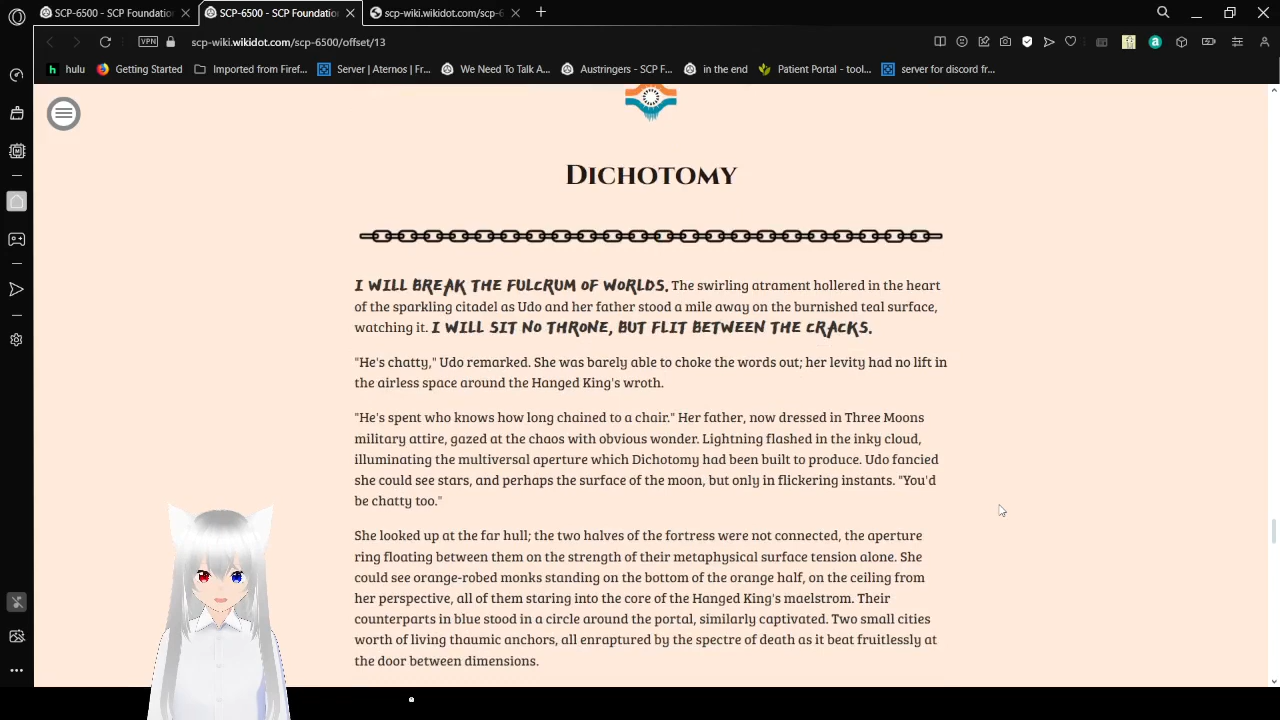 SCP-6500 - SCP Foundation
SCP-6500 - SCP Foundation
scp-wiki.wikidot.com/scp-6
VPN
scp-wiki.wikidot.com/scp-6500/offset/13
hulu
Getting Started
Imported from Firef...
Server | Aternos | Fr...
We Need To Talk A...
Austringers - SCP F...
in the end
Patient Portal - tool...
server for discord fr...
DICHOTOMY
I WILL BREAK THE FULCRUM OF WORLDS. The swirling atrament hollered in the heart
of the sparkling citadel as Udo and her father stood a mile away on the burnished teal surface,
watching it. I WILL SIT NO THRONE, BUT FLIT BETWEEN THE CRACKS.
"He's chatty," Udo remarked. She was barely able to choke the words out; her levity had no lift in
the airless space around the Hanged King's wroth.
"He's spent who knows how long chained to a chair." Her father, now dressed in Three Moons
military attire, gazed at the chaos with obvious wonder. Lightning flashed in the inky cloud,
illuminating the multiversal aperture which Dichotomy had been built to produce. Udo fancied
she could see stars, and perhaps the surface of the moon, but only in flickering instants. "You'd
be chatty too."
She looked up at the far hull; the two halves of the fortress were not connected, the aperture
ring floating between them on the strength of their metaphysical surface tension alone. She
could see orange-robed monks standing on the bottom of the orange half, on the ceiling from
her perspective, all of them staring into the core of the Hanged King's maelstrom. Their
counterparts in blue stood in a circle around the portal, similarly captivated. Two small cities
worth of living thaumic anchors, all enraptured by the spectre of death as it beat fruitlessly at
the door between dimensions.